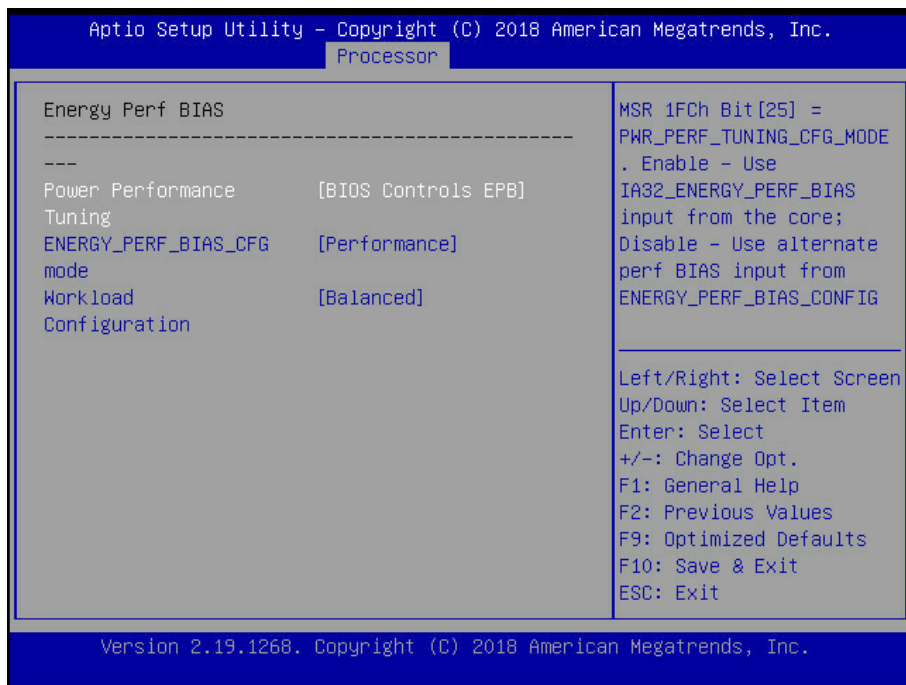 Aptio Setup Utility – Copyright (C) 2018 American Megatrends, Inc.
Processor
Energy Perf BIAS
------------------------------------------------
---
Power Performance [BIOS Controls EPB]
Tuning
ENERGY_PERF_BIAS_CFG [Performance]
mode
Workload [Balanced]
Configuration
MSR 1FCh Bit[25] =
PWR_PERF_TUNING_CFG_MODE
. Enable – Use
IA32_ENERGY_PERF_BIAS
input from the core;
Disable – Use alternate
perf BIAS input from
ENERGY_PERF_BIAS_CONFIG
Left/Right: Select Screen
Up/Down: Select Item
Enter: Select
+/-: Change Opt.
F1: General Help
F2: Previous Values
F9: Optimized Defaults
F10: Save & Exit
ESC: Exit
Version 2.19.1268. Copyright (C) 2018 American Megatrends, Inc.